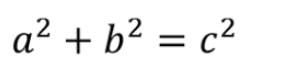 a² + b² = c²